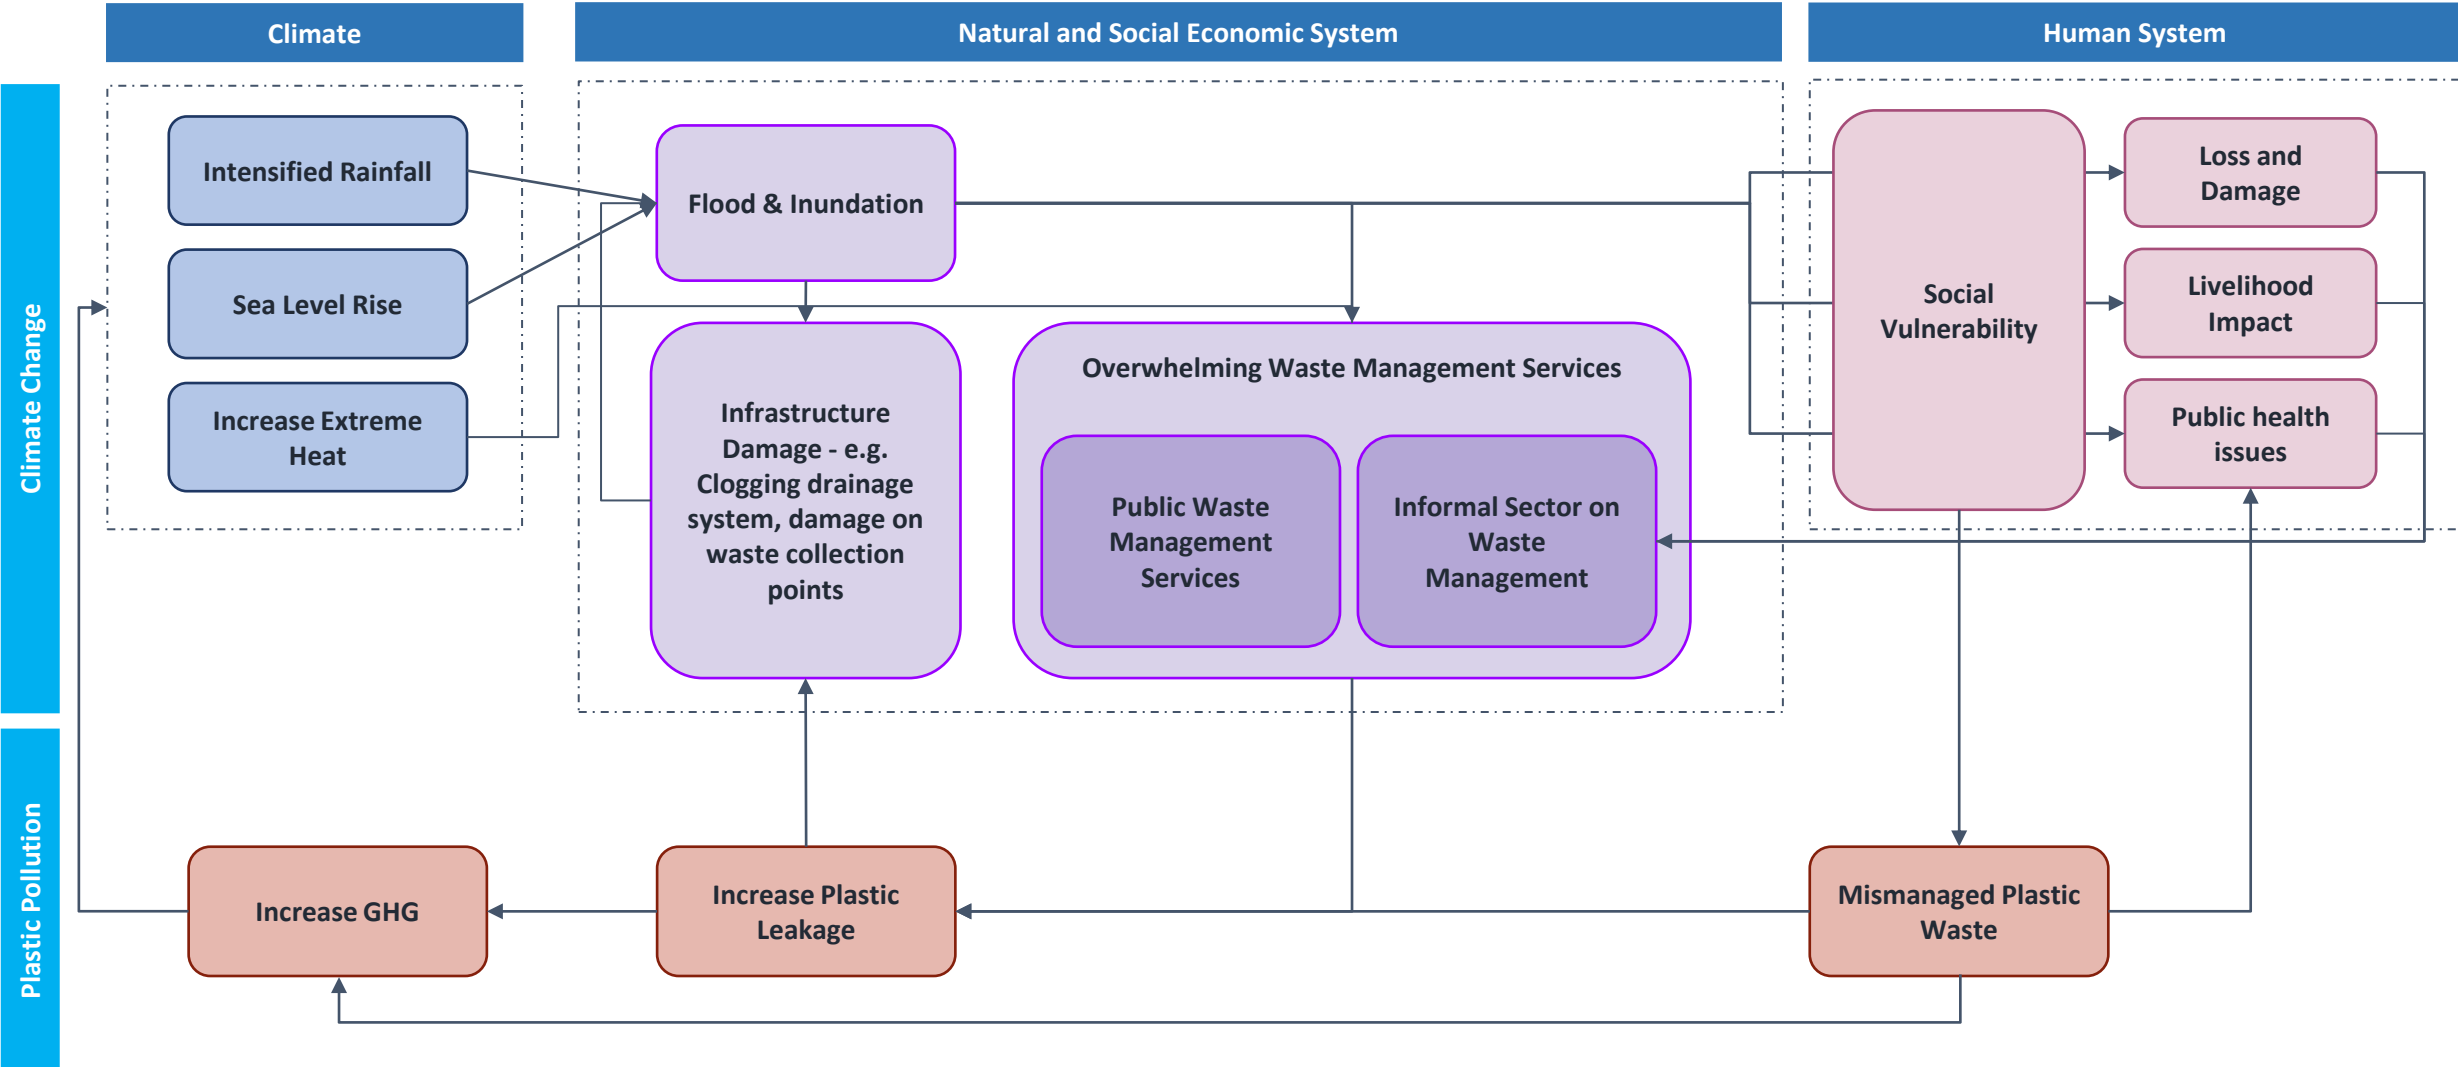 Climate
Natural and Social Economic System
Human System
Climate Change
Intensified Rainfall
Sea Level Rise
Increase Extreme
Heat
Flood & Inundation
Infrastructure
Damage - e.g.
Clogging drainage
system, damage on
waste collection
points
Overwhelming Waste Management Services
Public Waste
Management
Services
Informal Sector on
Waste
Management
Social
Vulnerability
Loss and
Damage
Livelihood
Impact
Public health
issues
Plastic Pollution
Increase GHG
Increase Plastic
Leakage
Mismanaged Plastic
Waste